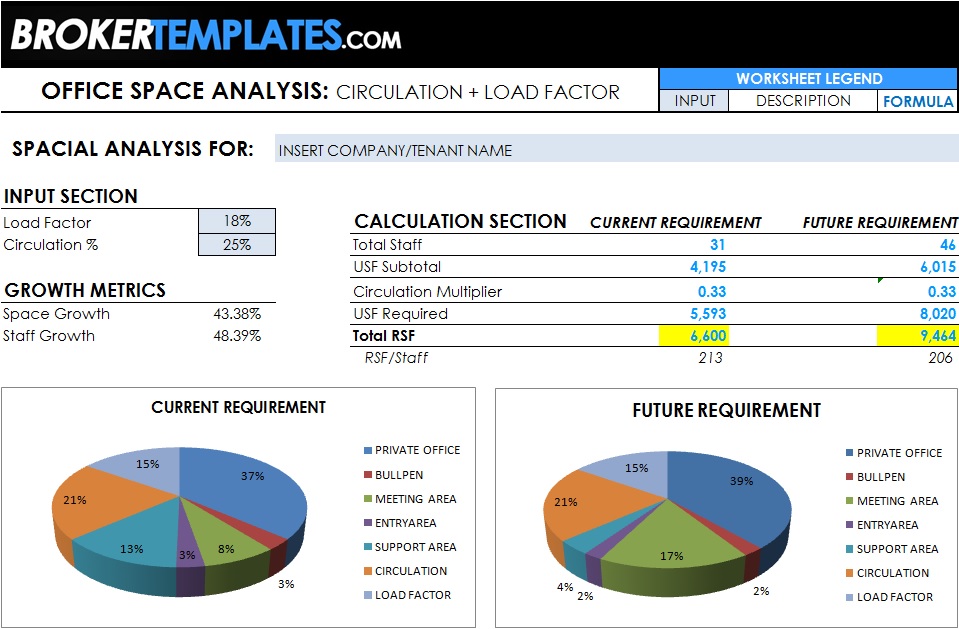 BROKERTEMPLATES.COM
OFFICE SPACE ANALYSIS: CIRCULATION + LOAD FACTOR
WORKSHEET LEGEND
INPUT DESCRIPTION FORMULA
SPACIAL ANALYSIS FOR: INSERT COMPANY/TENANT NAME
INPUT SECTION
Load Factor 18%
Circulation % 25%
GROWTH METRICS
Space Growth 43.38%
Staff Growth 48.39%
CALCULATION SECTION CURRENT REQUIREMENT FUTURE REQUIREMENT
Total Staff 31 46
USF Subtotal 4,195 6,015
Circulation Multiplier 0.33 0.33
USF Required 5,593 8,020
Total RSF 6,600 9,464
RSF/Staff 213 206
CURRENT REQUIREMENT
37%
3%
8%
3%
13%
21%
15%
PRIVATE OFFICE
BULLPEN
MEETING AREA
ENTRYAREA
SUPPORT AREA
CIRCULATION
LOAD FACTOR
FUTURE REQUIREMENT
39%
2%
17%
2%
4%
21%
15%
PRIVATE OFFICE
BULLPEN
MEETING AREA
ENTRYAREA
SUPPORT AREA
CIRCULATION
LOAD FACTOR